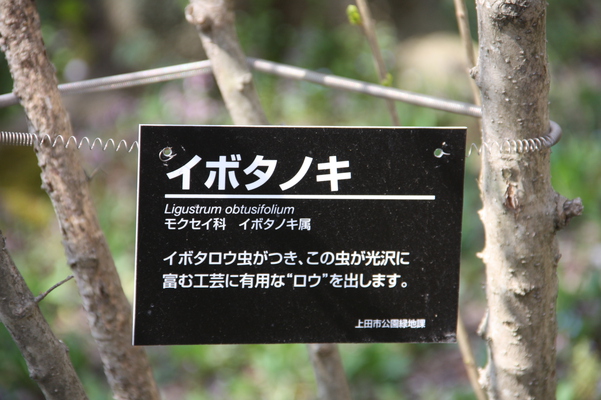 イボタノキ
Ligustrum obtusifolium
モクセイ科　イボタノキ属
イボタロウ虫がつき、この虫が光沢に
富む工芸に有用な“ロウ”を出します。
上田市公園緑地課